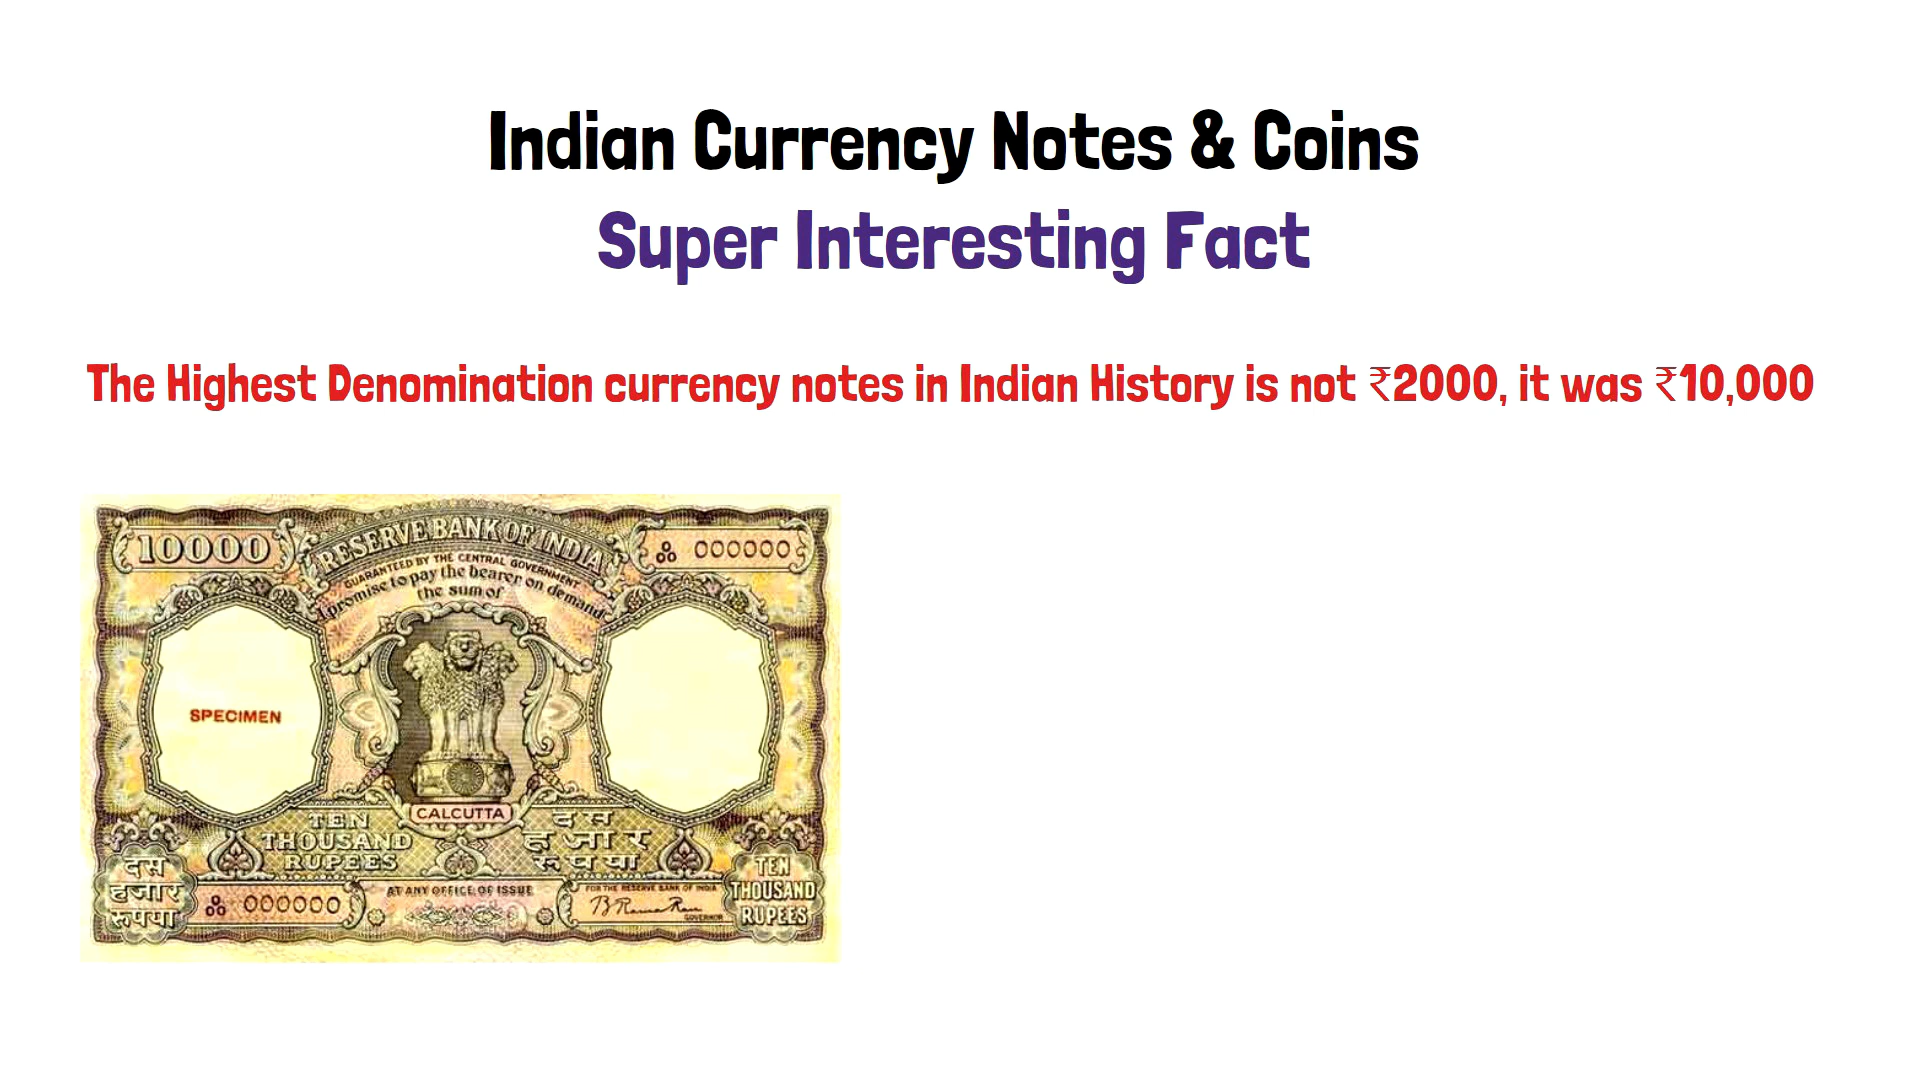 Indian Currency Notes & Coins
Super Interesting Fact
The Highest Denomination currency notes in Indian History is not ₹2000, it was ₹10,000
10000
RESERVE BANK OF INDIA
000000
GUARANTEED BY THE CENTRAL GOVERNMENT
I promise to pay the bearer on demand
the sum of
SPECIMEN
CALCUTTA
TEN
THOUSAND
RUPEES
दस
हजार
रुपया
दस
हजार
रूपया
TEN
THOUSAND
RUPEES
000000
AT ANY OFFICE OF ISSUE
FOR THE RESERVE BANK OF INDIA
B Rama Rau
GOVERNOR